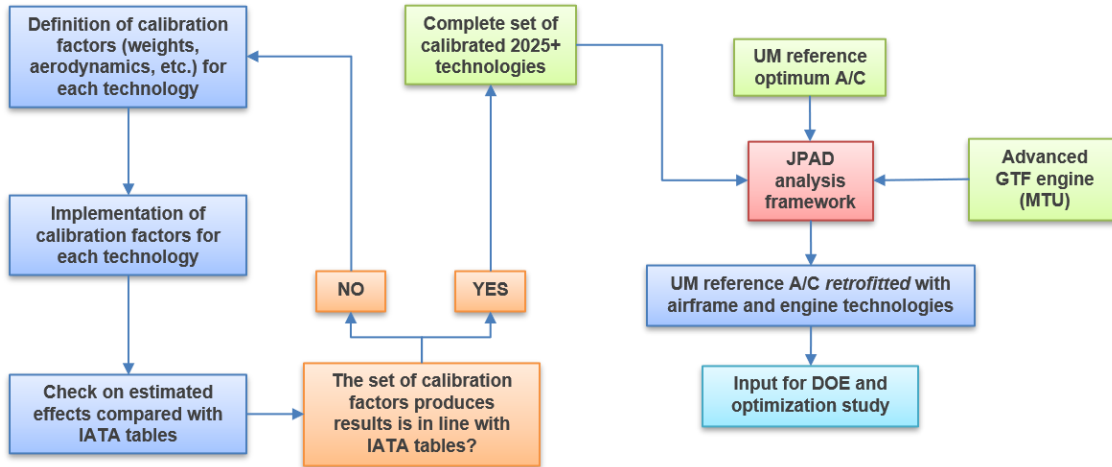 Definition of calibration
factors (weights,
aerodynamics, etc.) for
each technology
Implementation of
calibration factors for
each technology
Check on estimated
effects compared with
IATA tables
The set of calibration
factors produces
results is in line with
IATA tables?
NO
YES
Complete set of
calibrated 2025+
technologies
UM reference
optimum A/C
JPAD
analysis
framework
Advanced
GTF engine
(MTU)
UM reference A/C retrofitted with
airframe and engine technologies
Input for DOE and
optimization study